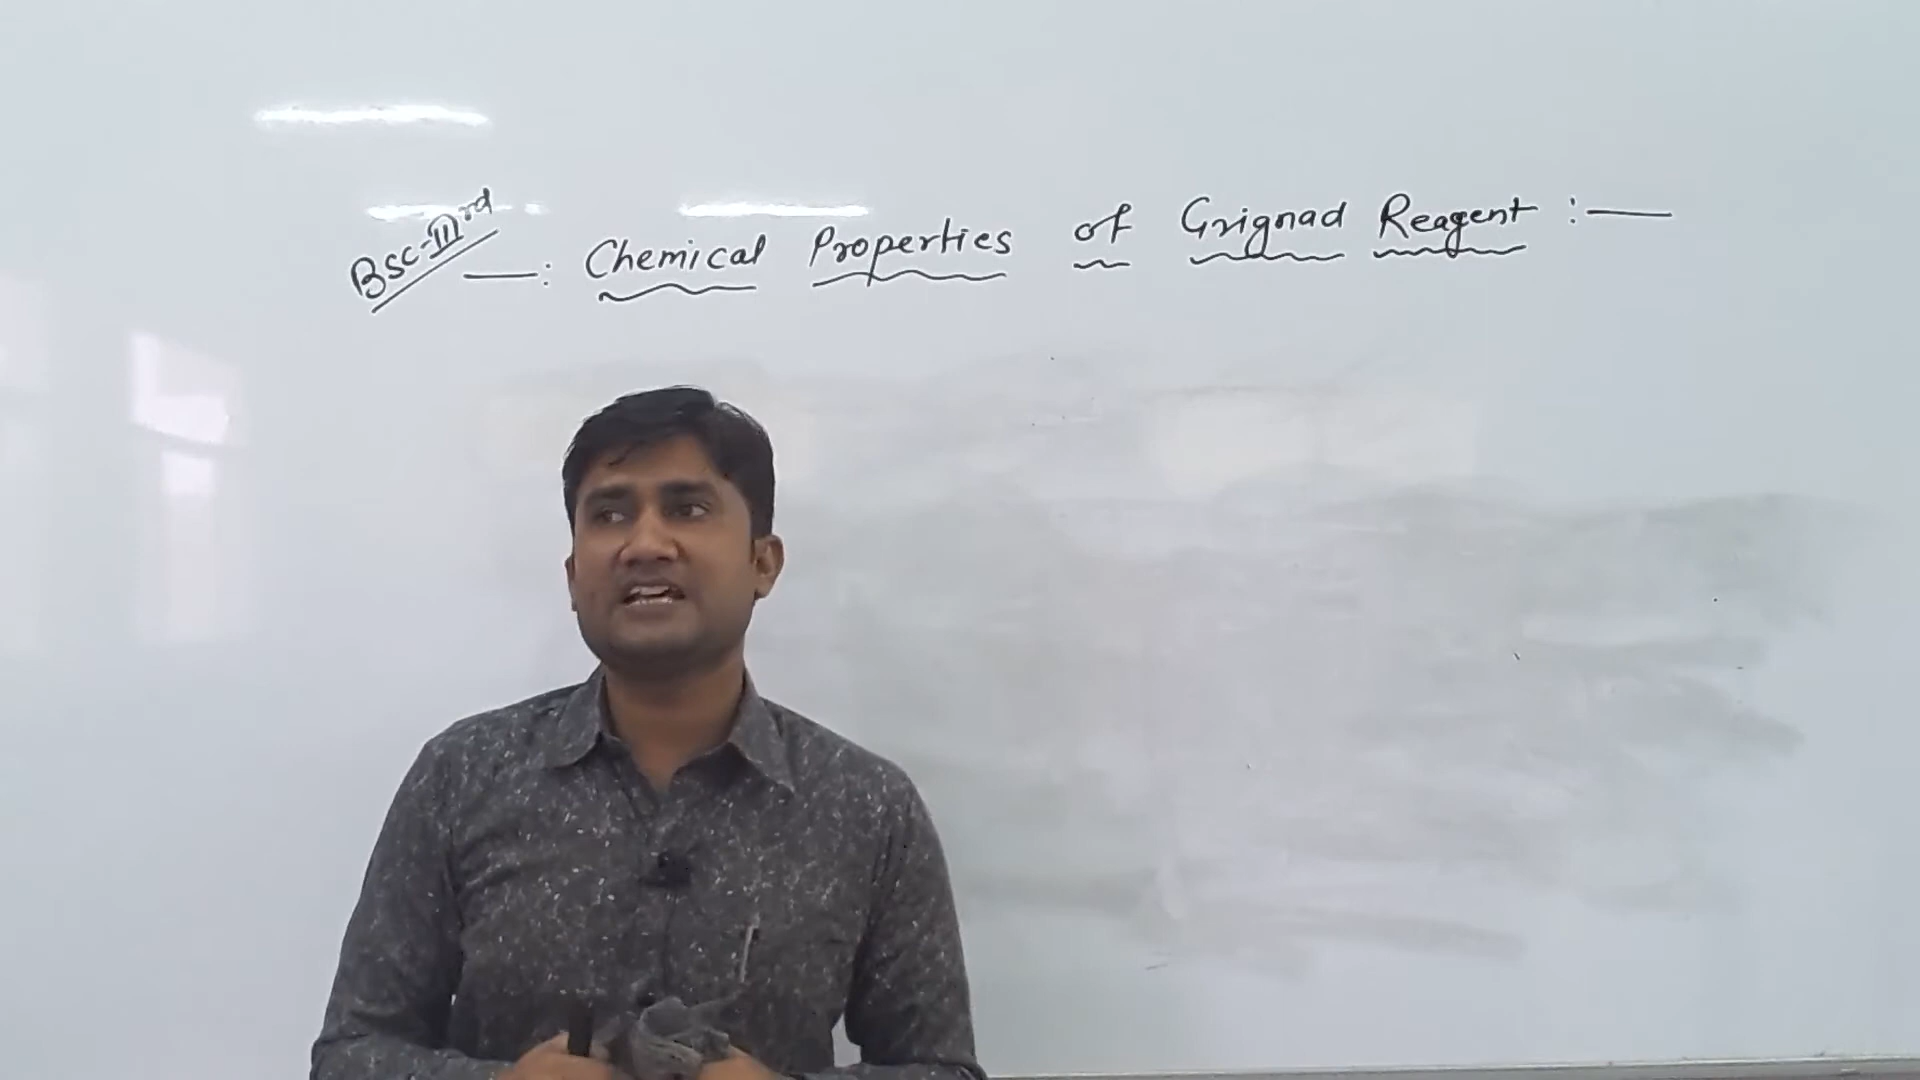 Bsc-IIIrd
—: Chemical Properties of Grignad Reagent :—